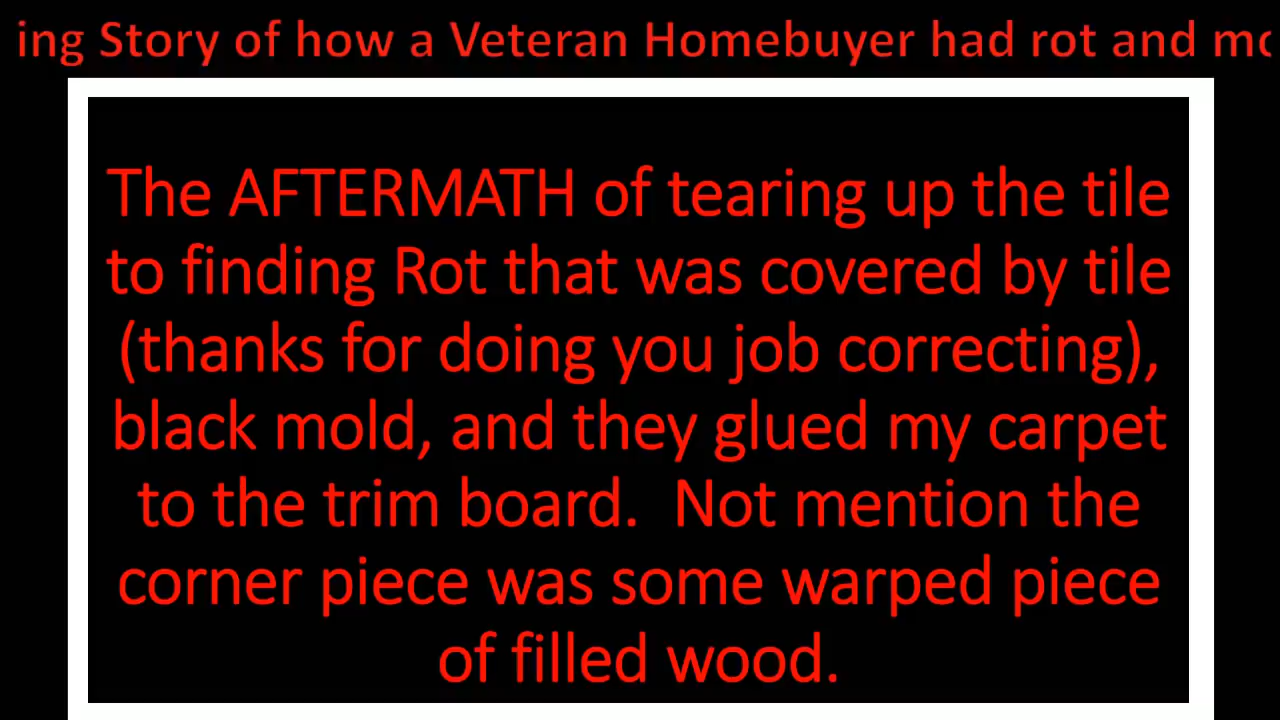 ing Story of how a Veteran Homebuyer had rot and
The AFTERMATH of tearing up the tile
to finding Rot that was covered by tile
(thanks for doing you job correcting),
black mold, and they glued my carpet
to the trim board.  Not mention the
corner piece was some warped piece
of filled wood.